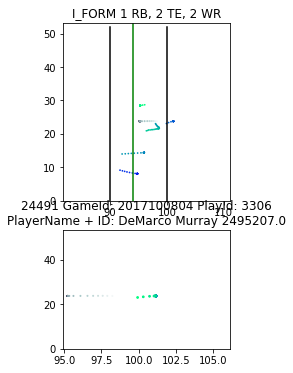 I_FORM 1 RB, 2 TE, 2 WR
50
40
30
20
10
0
90 100 110
24491 GameId: 2017100804 PlayId: 3306
PlayerName + ID: DeMarco Murray 2495207.0
40
20
0
95.0 97.5 100.0 102.5 105.0